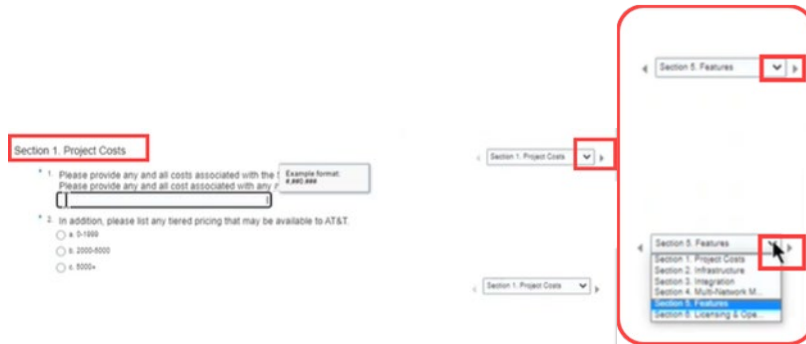 Section 5. Features
Section 1. Project Costs
Section 1. Project Costs
* 1. Please provide any and all costs associated with the
Please provide any and all cost associated with any
Example format:
#,###.###
* 2. In addition, please list any tiered pricing that may be available to AT&T.
a. 0-1999
b. 2000-5000
c. 5000+
Section 5. Features
Section 1. Project Costs
Section 2. Infrastructure
Section 3. Integration
Section 4. Multi-Network M...
Section 5. Features
Section 6. Licensing & Ope...
Section 1. Project Costs